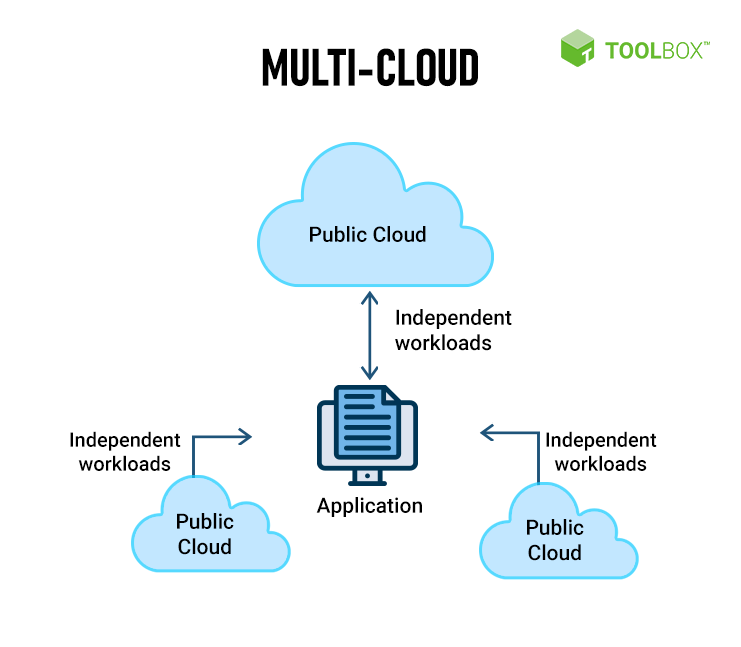 TOOLBOX™
MULTI-CLOUD
Public Cloud
Independent
workloads
Independent
workloads
Application
Independent
workloads
Public
Cloud
Public
Cloud